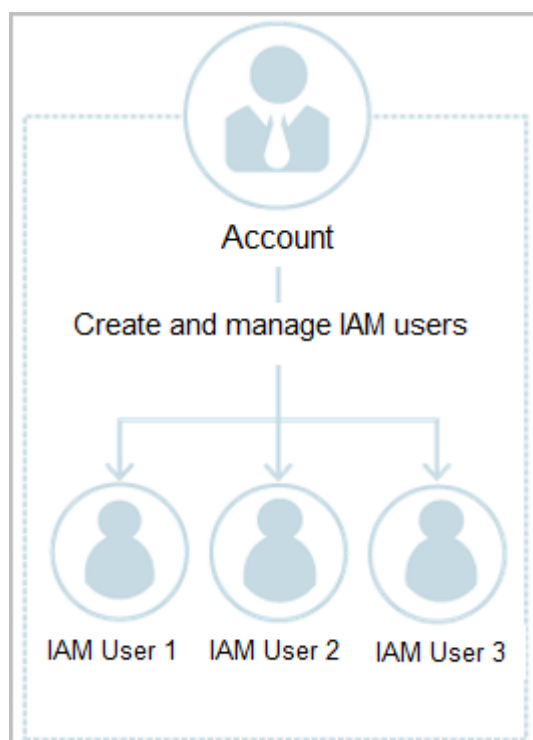 Account
Create and manage IAM users
IAM User 1 IAM User 2 IAM User 3